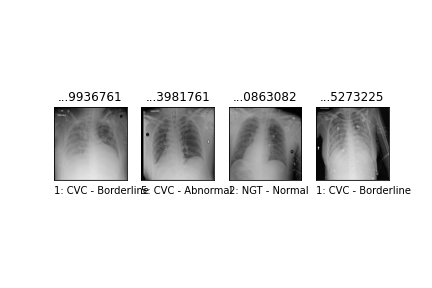 ...9936761
...3981761
...0863082
...5273225
1: CVC - Borderline
5: CVC - Abnormal
2: NGT - Normal
1: CVC - Borderline